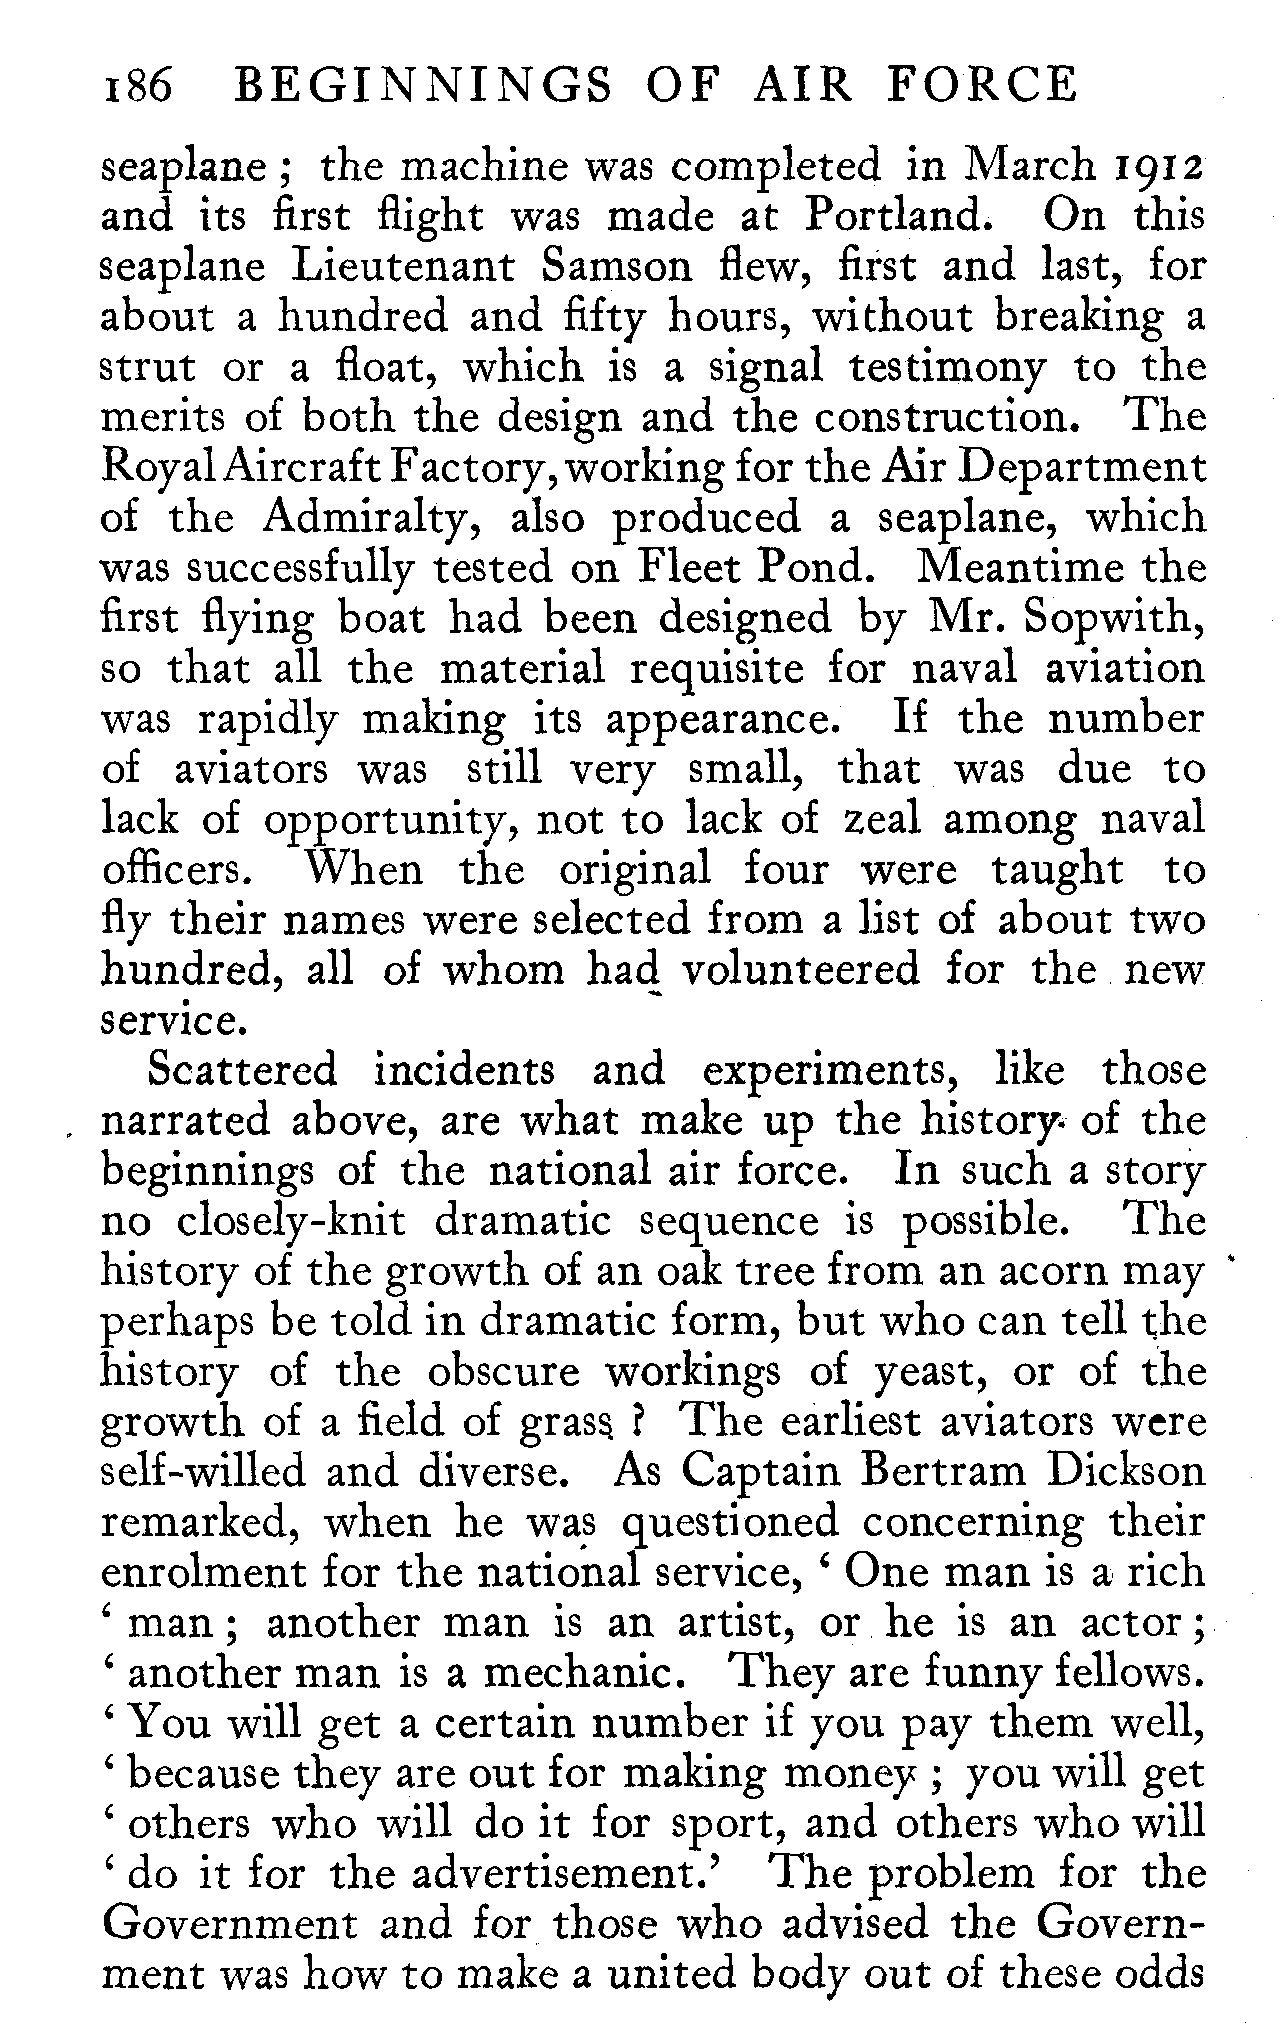 186 BEGINNINGS OF AIR FORCE
seaplane ; the machine was completed in March 1912
and its first flight was made at Portland. On this
seaplane Lieutenant Samson flew, first and last, for
about a hundred and fifty hours, without breaking a
strut or a float, which is a signal testimony to the
merits of both the design and the construction. The
Royal Aircraft Factory, working for the Air Department
of the Admiralty, also produced a seaplane, which
was successfully tested on Fleet Pond. Meantime the
first flying boat had been designed by Mr. Sopwith,
so that all the material requisite for naval aviation
was rapidly making its appearance. If the number
of aviators was still very small, that was due to
lack of opportunity, not to lack of zeal among naval
officers. When the original four were taught to
fly their names were selected from a list of about two
hundred, all of whom had volunteered for the new
service.
Scattered incidents and experiments, like those
narrated above, are what make up the history of the
beginnings of the national air force. In such a story
no closely-knit dramatic sequence is possible. The
history of the growth of an oak tree from an acorn may
perhaps be told in dramatic form, but who can tell the
history of the obscure workings of yeast, or of the
growth of a field of grass ? The earliest aviators were
self-willed and diverse. As Captain Bertram Dickson
remarked, when he was questioned concerning their
enrolment for the national service, ‘ One man is a rich
‘ man ; another man is an artist, or he is an actor ;
‘ another man is a mechanic. They are funny fellows.
‘ You will get a certain number if you pay them well,
‘ because they are out for making money ; you will get
‘ others who will do it for sport, and others who will
‘ do it for the advertisement.’ The problem for the
Government and for those who advised the Govern-
ment was how to make a united body out of these odds